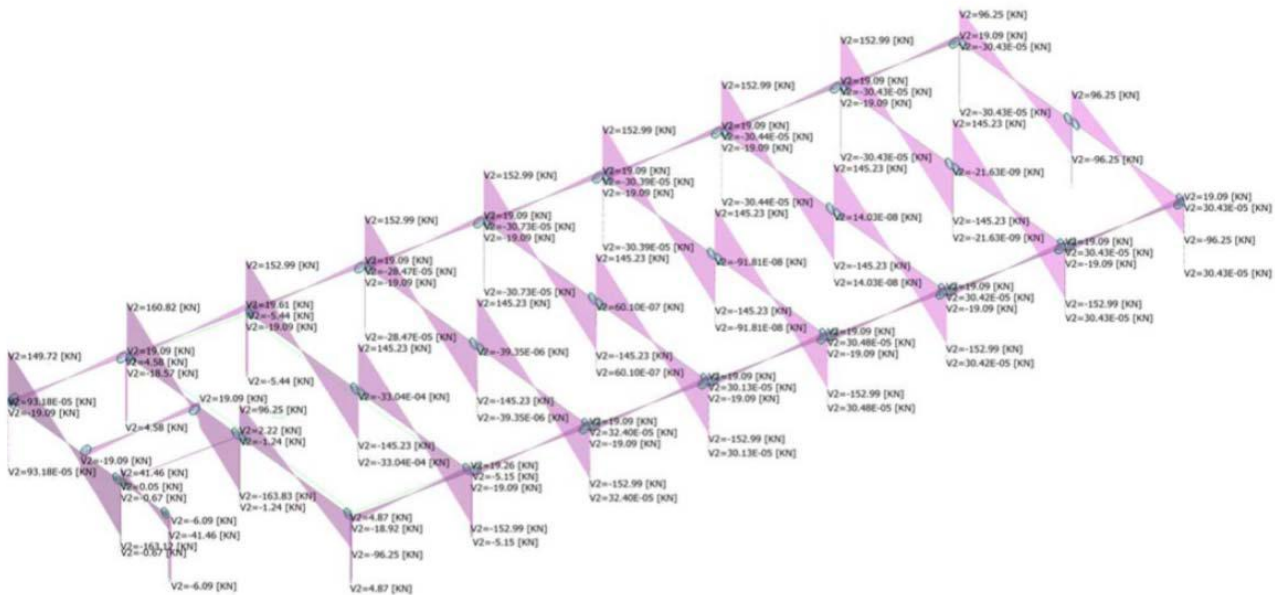 V2=96.25 [KN]
V2=19.09 [KN]
V2=-30.43E-05 [KN]
V2=152.99 [KN]
V2=19.09 [KN]
V2=-30.43E-05 [KN]
V2=-19.09 [KN]
V2=-30.43E-05 [KN]
V2=96.25 [KN]
V2=145.23 [KN]
V2=152.99 [KN]
V2=19.09 [KN]
V2=-30.44E-05 [KN]
V2=-19.09 [KN]
V2=-30.43E-05 [KN]
V2=145.23 [KN]
V2=-96.25 [KN]
V2=-21.63E-09 [KN]
V2=152.99 [KN]
V2=19.09 [KN]
V2=-30.39E-05 [KN]
V2=-19.09 [KN]
V2=-30.44E-05 [KN]
V2=145.23 [KN]
V2=14.03E-08 [KN]
V2=-145.23 [KN]
V2=-21.63E-09 [KN]
V2=19.09 [KN]
V2=30.43E-05 [KN]
V2=-96.25 [KN]
V2=30.43E-05 [KN]
V2=152.99 [KN]
V2=19.09 [KN]
V2=-30.73E-05 [KN]
V2=-19.09 [KN]
V2=-30.39E-05 [KN]
V2=145.23 [KN]
V2=-91.81E-08 [KN]
V2=-145.23 [KN]
V2=14.03E-08 [KN]
V2=19.09 [KN]
V2=30.43E-05 [KN]
V2=-19.09 [KN]
V2=-152.99 [KN]
V2=30.43E-05 [KN]
V2=152.99 [KN]
V2=19.09 [KN]
V2=-28.47E-05 [KN]
V2=-19.09 [KN]
V2=-30.73E-05 [KN]
V2=145.23 [KN]
V2=60.10E-07 [KN]
V2=-145.23 [KN]
V2=-91.81E-08 [KN]
V2=19.09 [KN]
V2=30.42E-05 [KN]
V2=-19.09 [KN]
V2=-152.99 [KN]
V2=30.42E-05 [KN]
V2=152.99 [KN]
V2=19.61 [KN]
V2=-5.44 [KN]
V2=-19.09 [KN]
V2=-28.47E-05 [KN]
V2=145.23 [KN]
V2=-39.35E-06 [KN]
V2=-145.23 [KN]
V2=60.10E-07 [KN]
V2=19.09 [KN]
V2=30.48E-05 [KN]
V2=-19.09 [KN]
V2=-152.99 [KN]
V2=30.48E-05 [KN]
V2=160.82 [KN]
V2=19.09 [KN]
V2=4.58 [KN]
V2=-18.57 [KN]
V2=-5.44 [KN]
V2=-33.04E-04 [KN]
V2=-145.23 [KN]
V2=-39.35E-06 [KN]
V2=19.09 [KN]
V2=30.13E-05 [KN]
V2=-19.09 [KN]
V2=-152.99 [KN]
V2=30.13E-05 [KN]
V2=149.72 [KN]
V2=93.18E-05 [KN]
V2=-19.09 [KN]
V2=4.58 [KN]
V2=19.09 [KN]
V2=96.25 [KN]
V2=2.22 [KN]
V2=-1.24 [KN]
V2=-145.23 [KN]
V2=-33.04E-04 [KN]
V2=19.09 [KN]
V2=32.40E-05 [KN]
V2=-19.09 [KN]
V2=-152.99 [KN]
V2=32.40E-05 [KN]
V2=93.18E-05 [KN]
V2=-19.09 [KN]
V2=41.46 [KN]
V2=0.05 [KN]
V2=-0.67 [KN]
V2=-163.83 [KN]
V2=-1.24 [KN]
V2=19.26 [KN]
V2=-5.15 [KN]
V2=-19.09 [KN]
V2=-152.99 [KN]
V2=-5.15 [KN]
V2=-6.09 [KN]
V2=-41.46 [KN]
V2=-163.12 [KN]
V2=-0.67 [KN]
V2=-6.09 [KN]
V2=4.87 [KN]
V2=-18.92 [KN]
V2=-96.25 [KN]
V2=4.87 [KN]